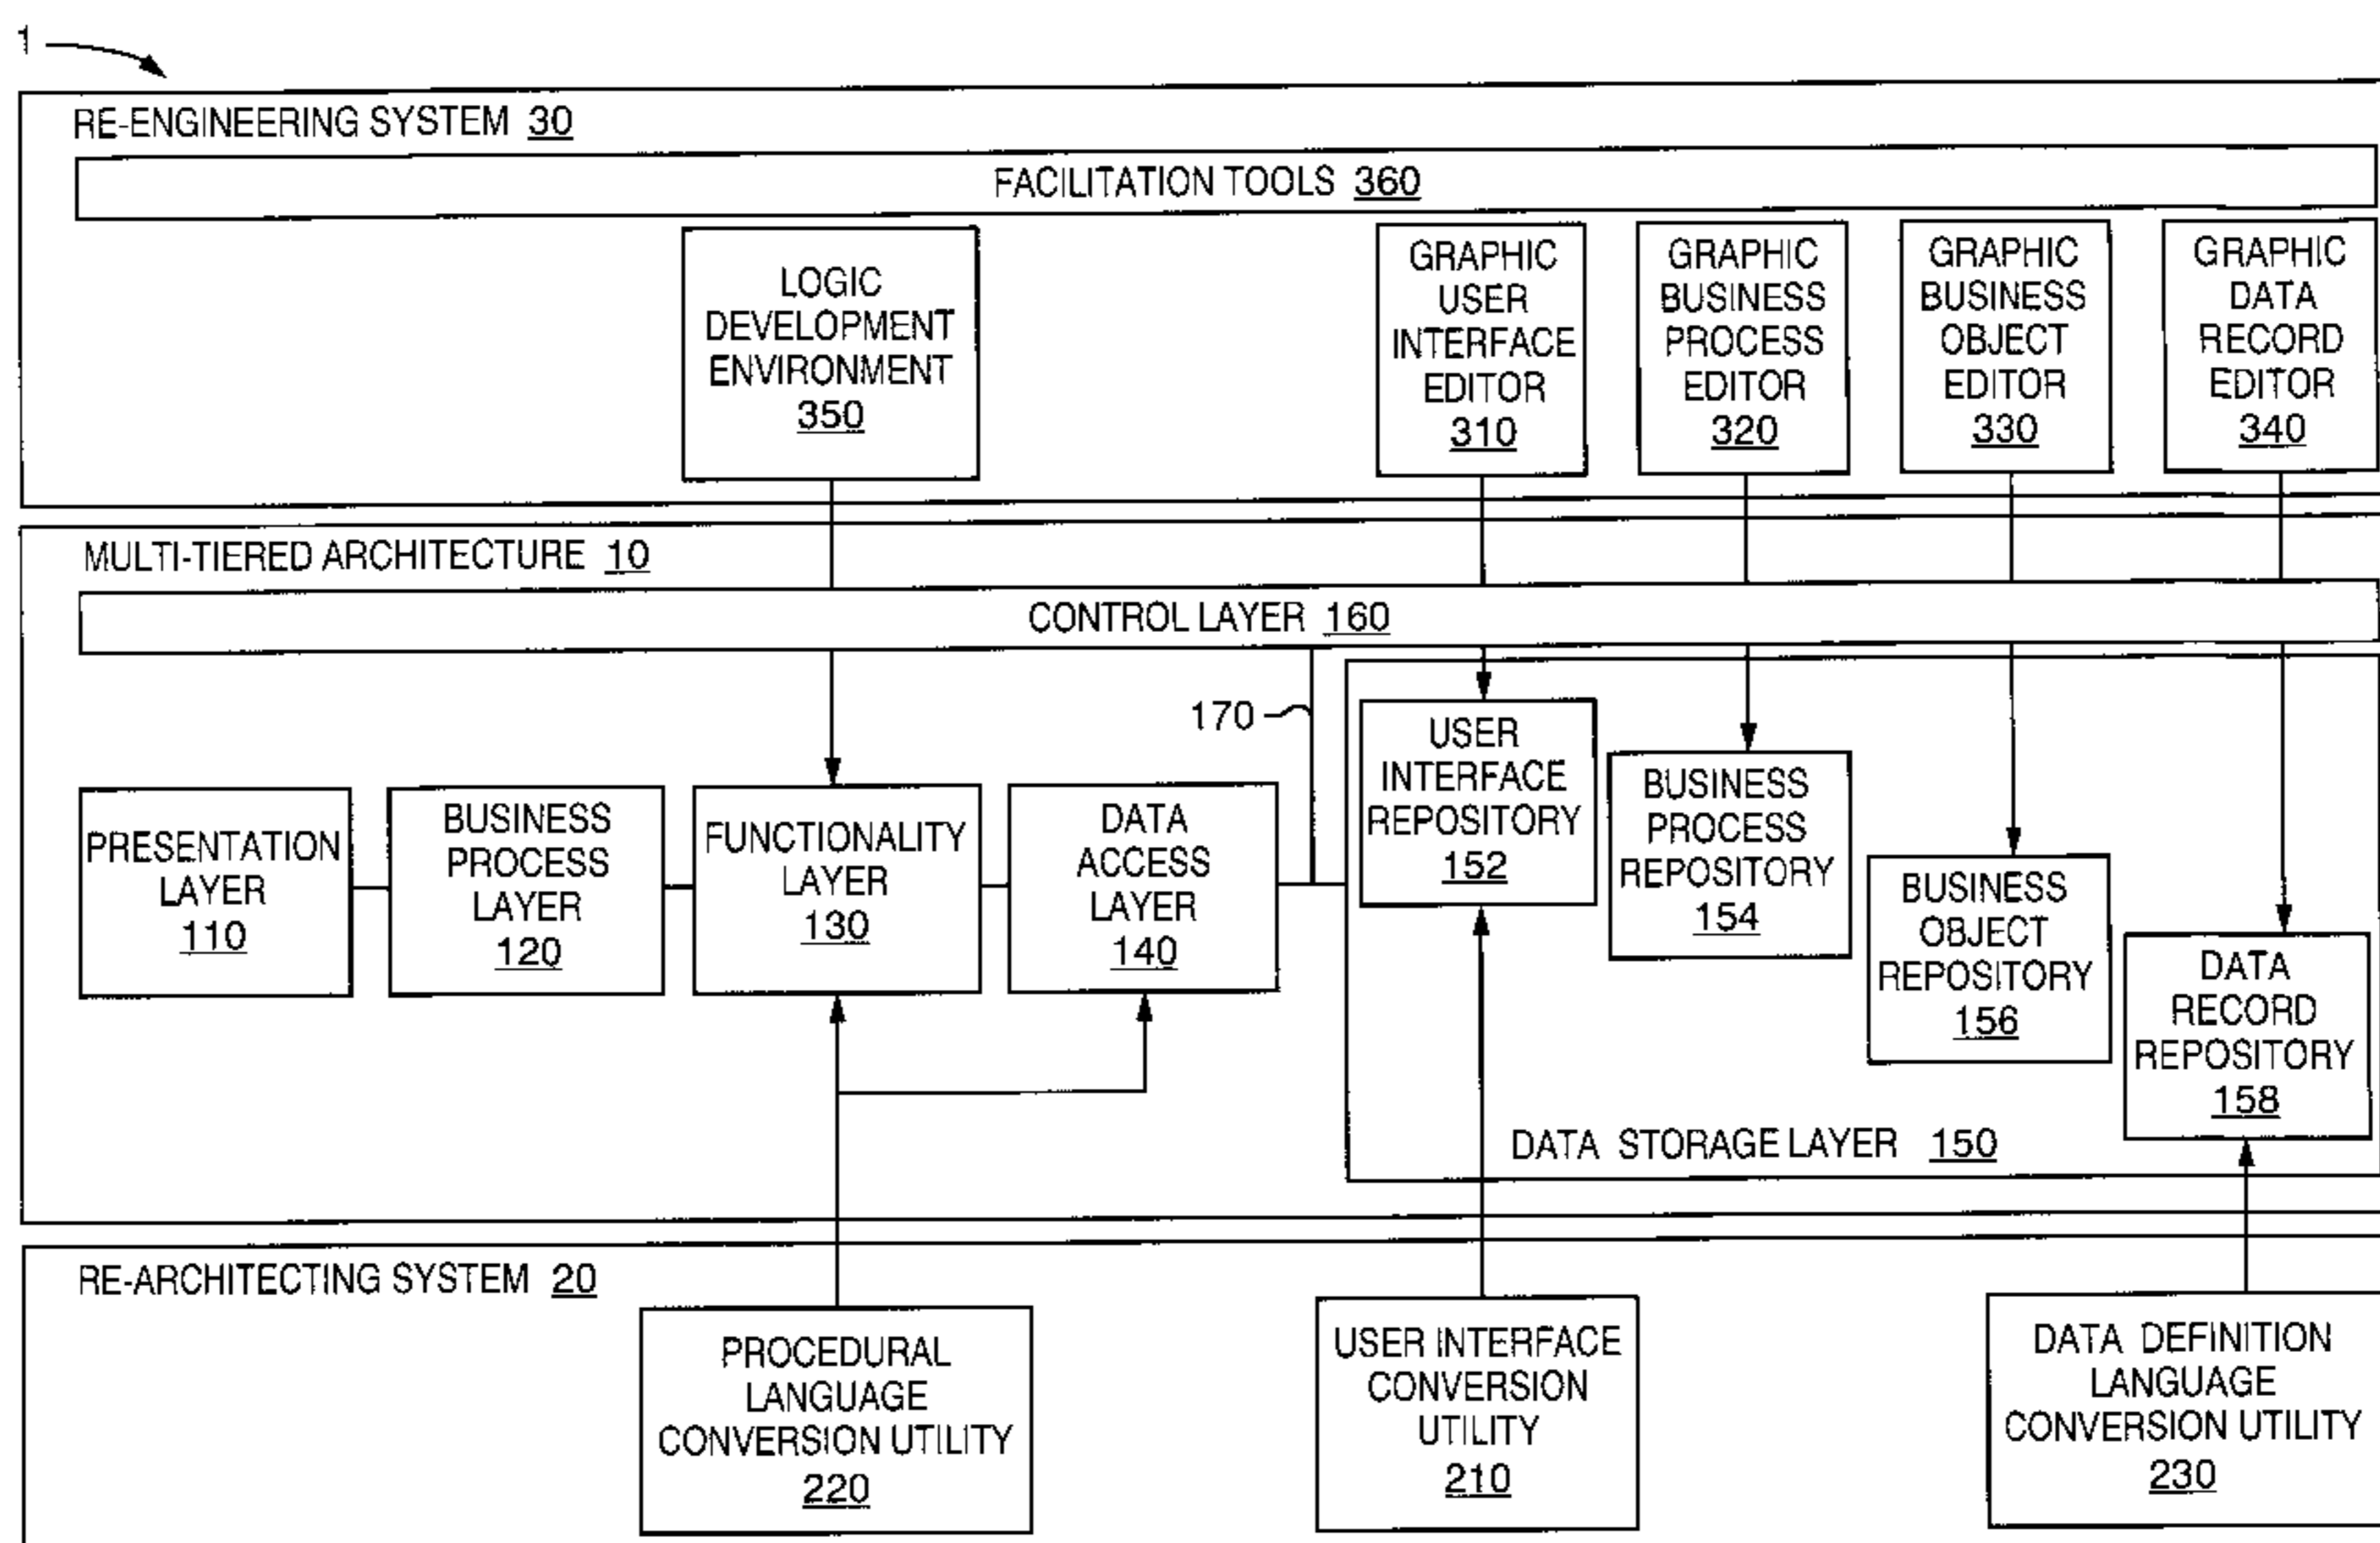 1
RE-ENGINEERING SYSTEM 30
FACILITATION TOOLS 360
LOGIC
DEVELOPMENT
ENVIRONMENT
350
GRAPHIC
USER
INTERFACE
EDITOR
310
GRAPHIC
BUSINESS
PROCESS
EDITOR
320
GRAPHIC
BUSINESS
OBJECT
EDITOR
330
GRAPHIC
DATA
RECORD
EDITOR
340
MULTI-TIERED ARCHITECTURE 10
CONTROL LAYER 160
170
PRESENTATION
LAYER
110
BUSINESS
PROCESS
LAYER
120
FUNCTIONALITY
LAYER
130
DATA
ACCESS
LAYER
140
USER
INTERFACE
REPOSITORY
152
BUSINESS
PROCESS
REPOSITORY
154
BUSINESS
OBJECT
REPOSITORY
156
DATA
RECORD
REPOSITORY
158
DATA STORAGE LAYER 150
RE-ARCHITECTING SYSTEM 20
PROCEDURAL
LANGUAGE
CONVERSION UTILITY
220
USER INTERFACE
CONVERSION
UTILITY
210
DATA DEFINITION
LANGUAGE
CONVERSION UTILITY
230